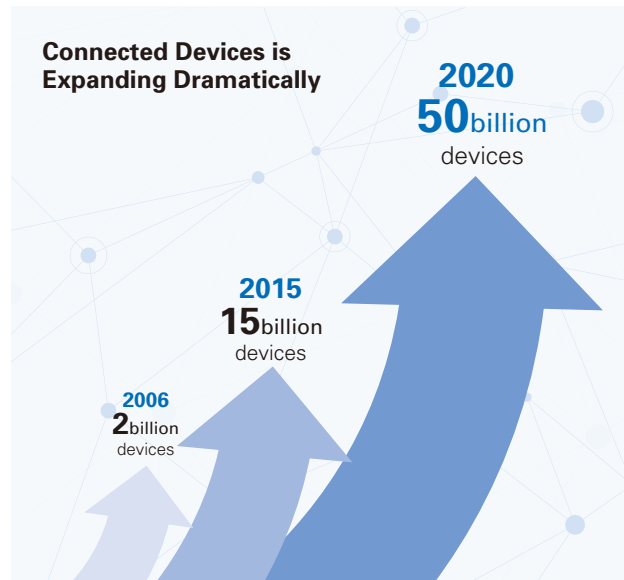 Connected Devices is
Expanding Dramatically
2020
50billion
devices
2015
15billion
devices
2006
2billion
devices